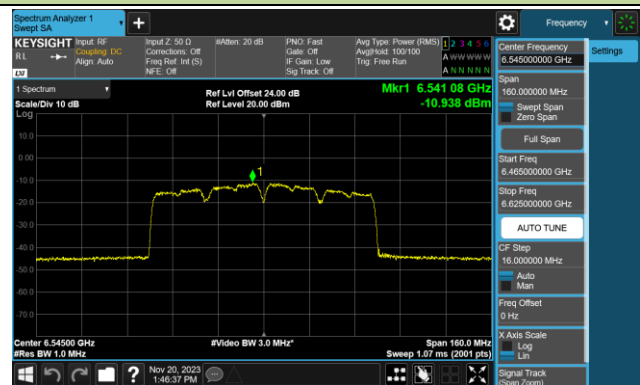 Spectrum Analyzer 1
Swept SA
Frequency
KEYSIGHT
RL
Input: RF
Coupling: DC
Align: Auto
Input Z: 50 Ω
Corrections: Off
Freq Ref: Int (S)
NFE: Off
#Atten: 20 dB
PNO: Fast
Gate: Off
IF Gain: Low
Sig Track: Off
Avg Type: Power (RMS)
Avg|Hold: 100/100
Trig: Free Run
1 2 3 4 5 6
A W W W W W
A N N N N N
LXI
1 Spectrum
Scale/Div 10 dB
Log
Ref Lvl Offset 24.00 dB
Ref Level 20.00 dBm
Mkr1 6.541 08 GHz
-10.938 dBm
1
10.0
0.00
-10.0
-20.0
-30.0
-40.0
-50.0
-60.0
-70.0
Center 6.54500 GHz
#Res BW 1.0 MHz
#Video BW 3.0 MHz*
Span 160.0 MHz
Sweep 1.07 ms (2001 pts)
Nov 20, 2023
1:46:37 PM
Center Frequency
6.545000000 GHz
Settings
Span
160.000000 MHz
Swept Span
Zero Span
Full Span
Start Freq
6.465000000 GHz
Stop Freq
6.625000000 GHz
AUTO TUNE
CF Step
16.000000 MHz
Auto
Man
Freq Offset
0 Hz
X Axis Scale
Log
Lin
Signal Track
(Span Zoom)